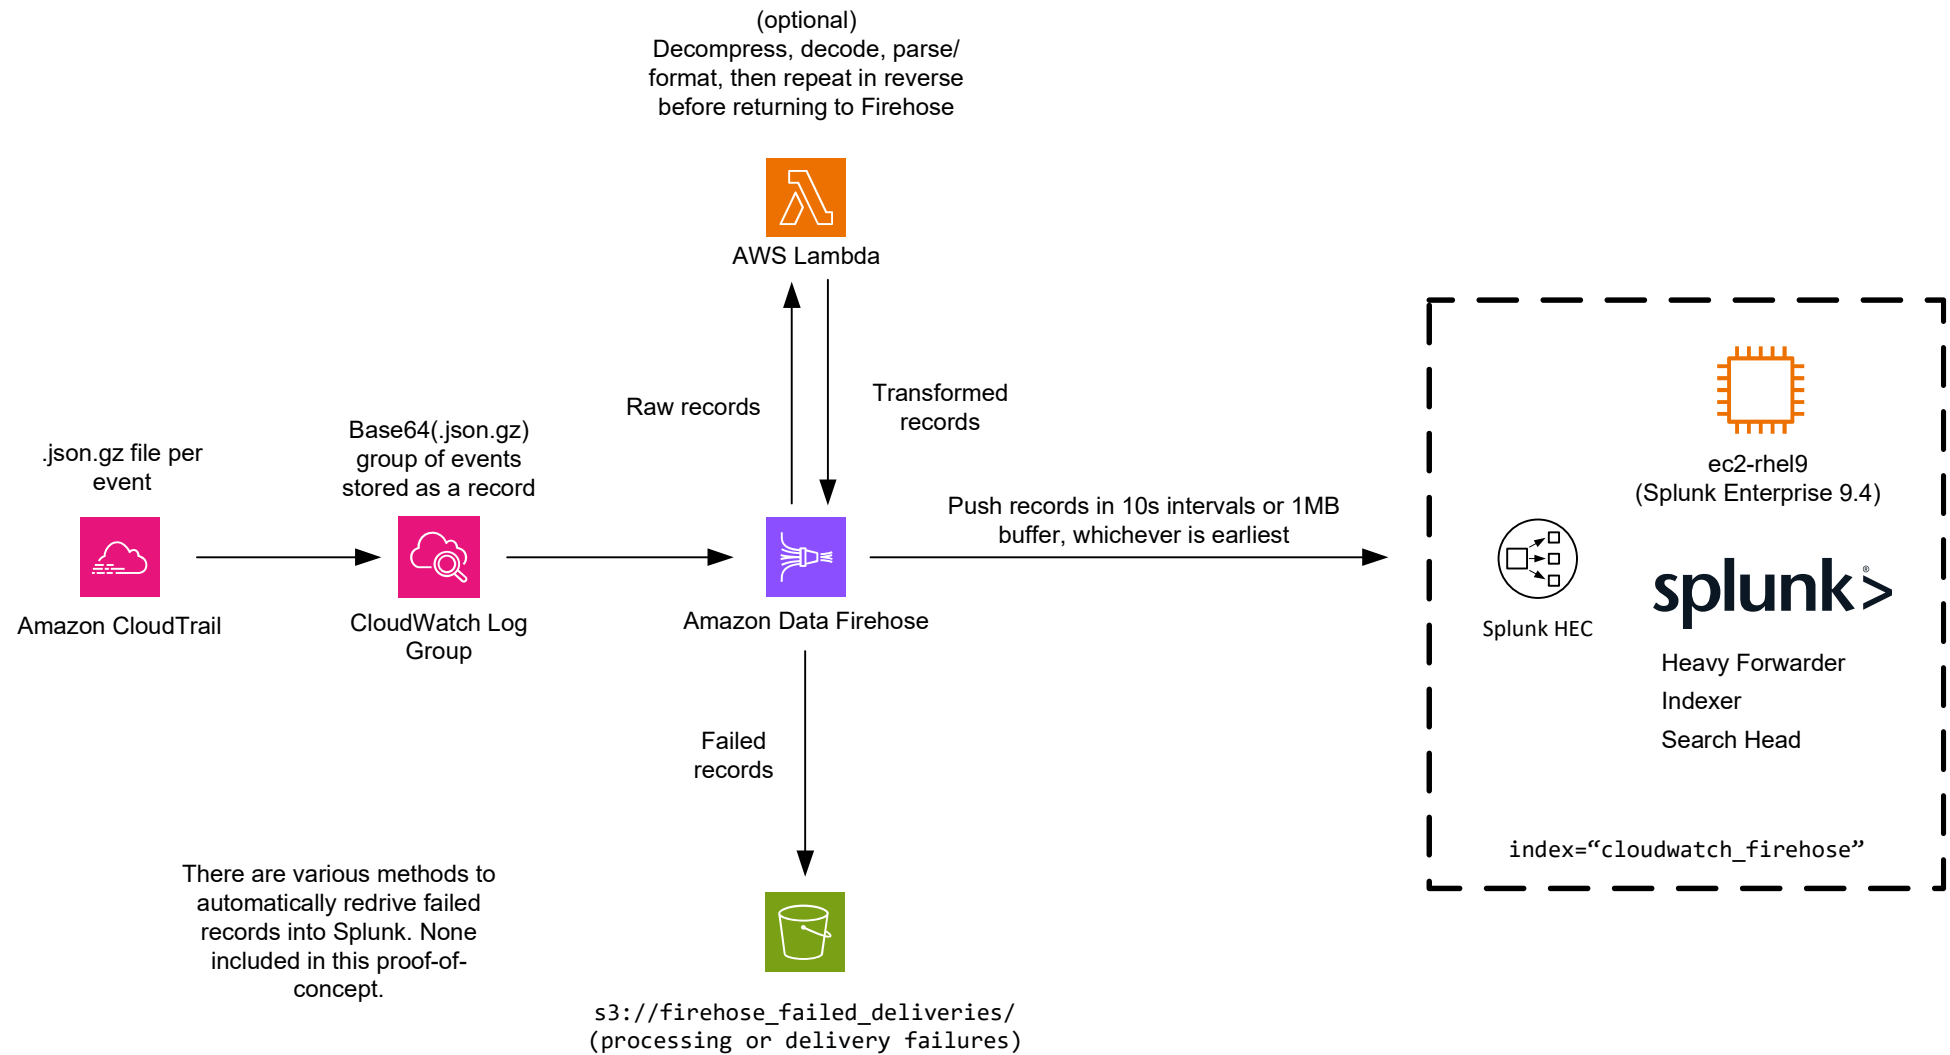 (optional)
Decompress, decode, parse/
format, then repeat in reverse
before returning to Firehose
AWS Lambda
Raw records
Transformed
records
.json.gz file per
event
Amazon CloudTrail
Base64(.json.gz)
group of events
stored as a record
CloudWatch Log
Group
Amazon Data Firehose
Push records in 10s intervals or 1MB
buffer, whichever is earliest
ec2-rhel9
(Splunk Enterprise 9.4)
Splunk HEC
splunk>®
Heavy Forwarder
Indexer
Search Head
index=“cloudwatch_firehose”
Failed
records
There are various methods to
automatically redrive failed
records into Splunk. None
included in this proof-of-
concept.
s3://firehose_failed_deliveries/
(processing or delivery failures)